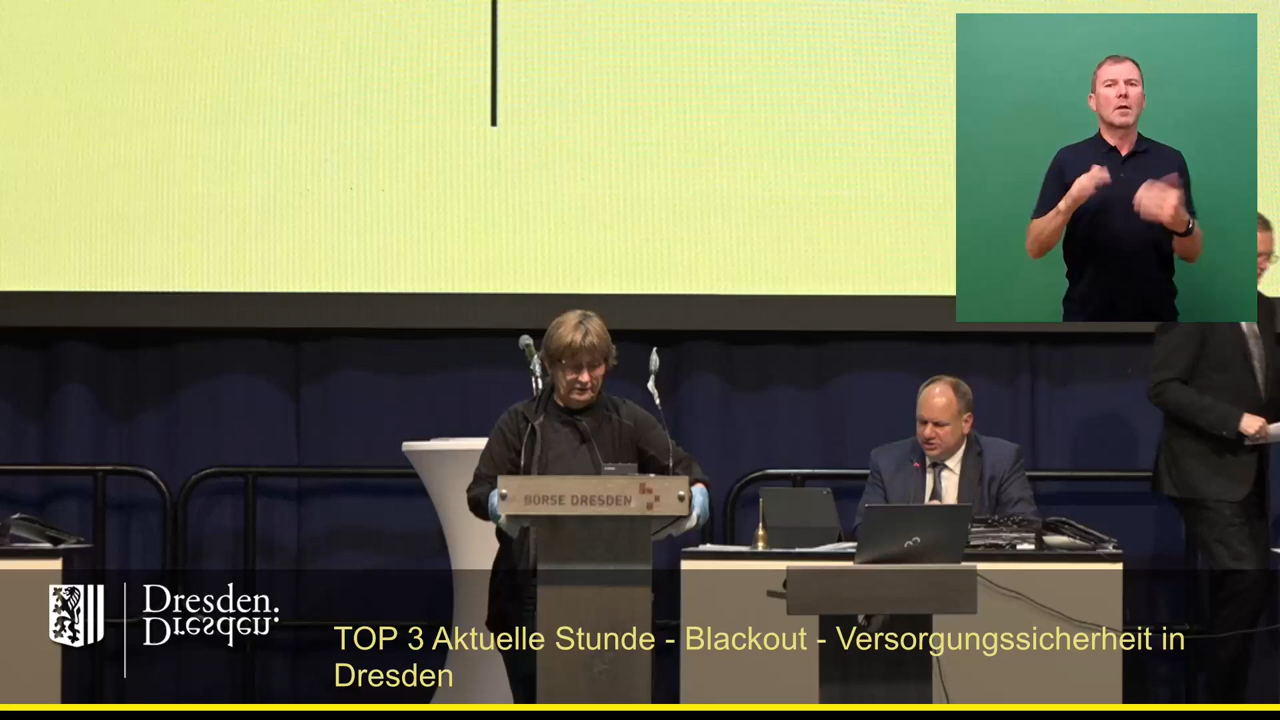 BÖRSE DRESDEN
Dresden.
Dresden.
TOP 3 Aktuelle Stunde - Blackout - Versorgungssicherheit in
Dresden